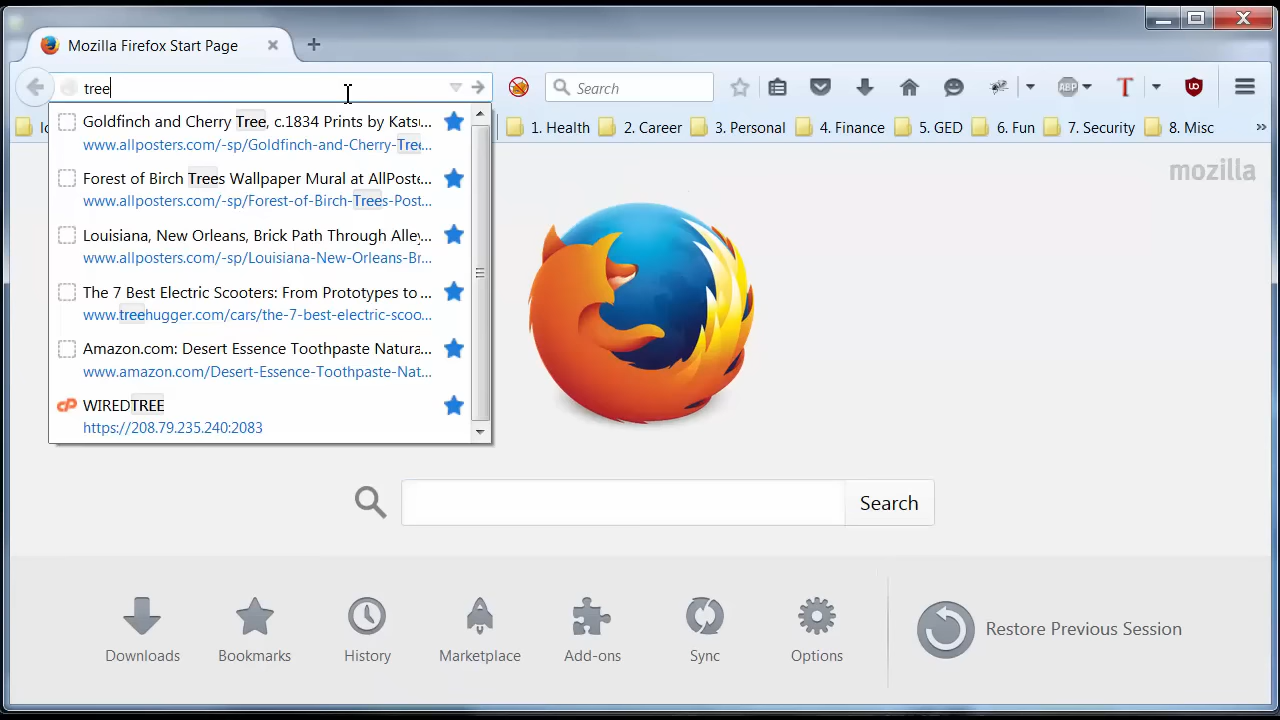 Mozilla Firefox Start Page
tree
Search
ABP
T
Goldfinch and Cherry Tree, c.1834 Prints by Katsu...
www.allposters.com/-sp/Goldfinch-and-Cherry-Tree...
Forest of Birch Trees Wallpaper Mural at AllPoste...
www.allposters.com/-sp/Forest-of-Birch-Trees-Post...
Louisiana, New Orleans, Brick Path Through Alley...
www.allposters.com/-sp/Louisiana-New-Orleans-Br...
The 7 Best Electric Scooters: From Prototypes to ...
www.treehugger.com/cars/the-7-best-electric-scoo...
Amazon.com: Desert Essence Toothpaste Natura...
www.amazon.com/Desert-Essence-Toothpaste-Nat...
WIREDTREE
https://208.79.235.240:2083
1. Health 2. Career 3. Personal 4. Finance 5. GED 6. Fun 7. Security 8. Misc »
mozilla
Search
Downloads Bookmarks History Marketplace Add-ons Sync Options
Restore Previous Session